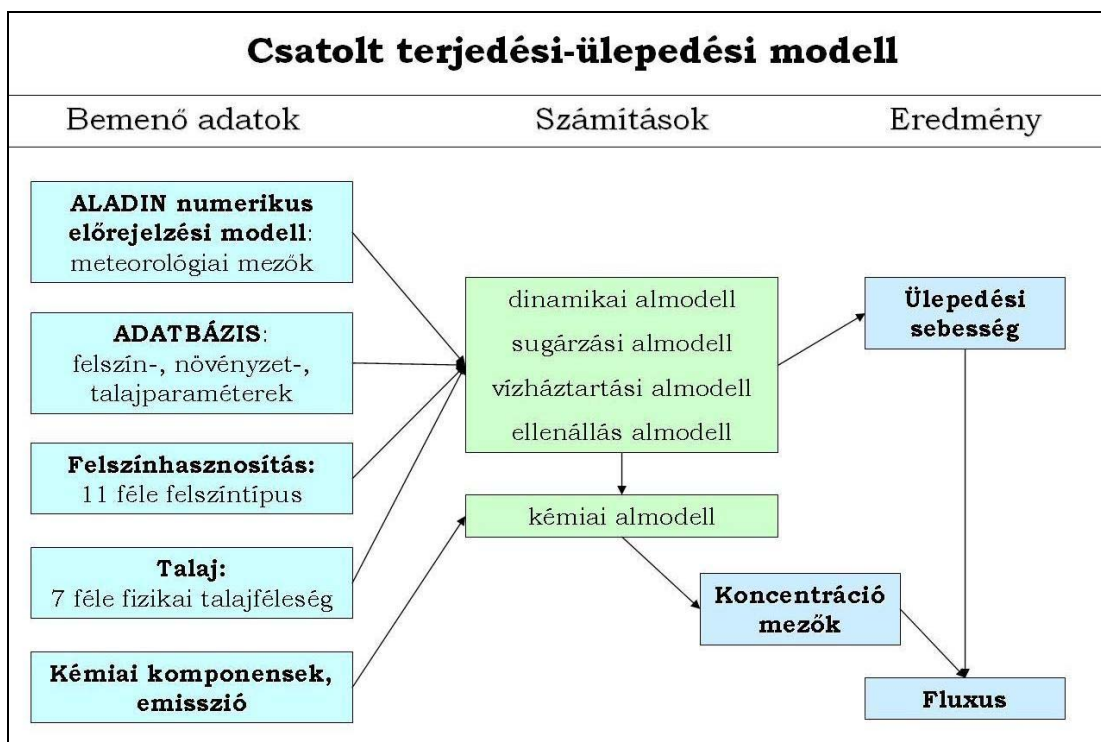 Csatolt terjedési-ülepedési modell
Bemenő adatok
Számítások
Eredmény
ALADIN numerikus
előrejelzési modell:
meteorológiai mezők
ADATBÁZIS:
felszín-, növényzet-,
talajparaméterek
Felszínhasznosítás:
11 féle felszíntípus
Talaj:
7 féle fizikai talajféleség
Kémiai komponensek,
emisszió
dinamikai almodell
sugárzási almodell
vízháztartási almodell
ellenállás almodell
kémiai almodell
Ülepedési
sebesség
Koncentráció
mezők
Fluxus